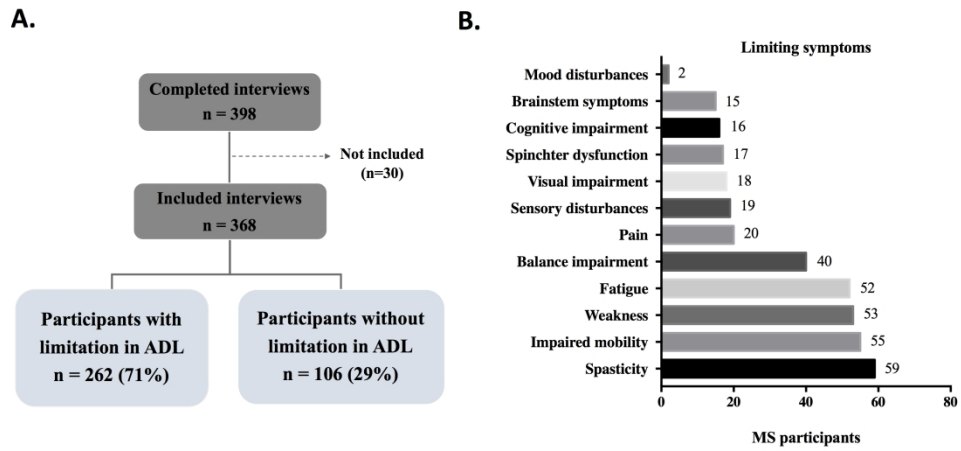 A.
Completed interviews
n = 398
Not included
(n=30)
Included interviews
n = 368
Participants with
limitation in ADL
n = 262 (71%)
Participants without
limitation in ADL
n = 106 (29%)
B.
Limiting symptoms
Mood disturbances 2
Brainstem symptoms 15
Cognitive impairment 16
Spinchter dysfunction 17
Visual impairment 18
Sensory disturbances 19
Pain 20
Balance impairment 40
Fatigue 52
Weakness 53
Impaired mobility 55
Spasticity 59
0 20 40 60 80
MS participants